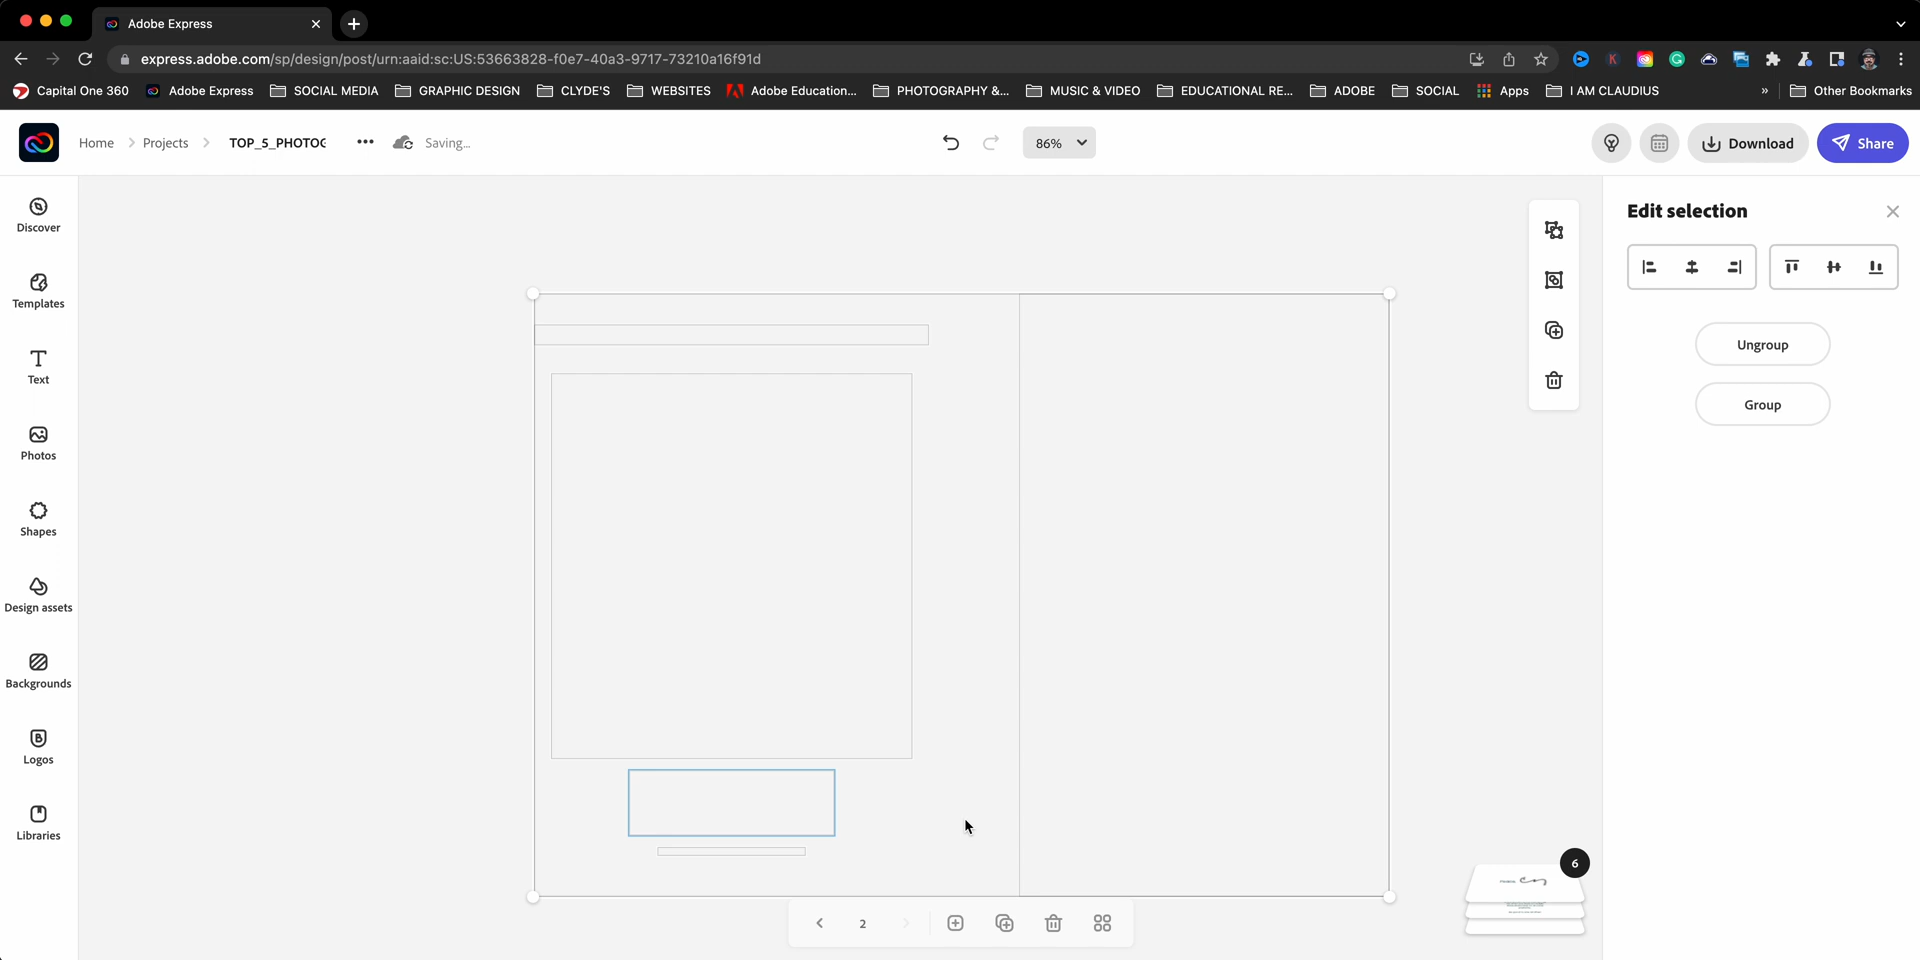 Adobe Express
express.adobe.com/sp/design/post/urn:aaid:sc:US:53663828-f0e7-40a3-9717-73210a16f91d
Capital One 360 Adobe Express SOCIAL MEDIA GRAPHIC DESIGN CLYDE'S WEBSITES Adobe Education... PHOTOGRAPHY &... MUSIC & VIDEO EDUCATIONAL RE... ADOBE SOCIAL Apps I AM CLAUDIUS » Other Bookmarks
Home Projects TOP_5_PHOTOG ••• Saving... 86% Download Share
Discover
Templates
Text
Photos
Shapes
Design assets
Backgrounds
Logos
Libraries
Edit selection
Ungroup
Group
6
2